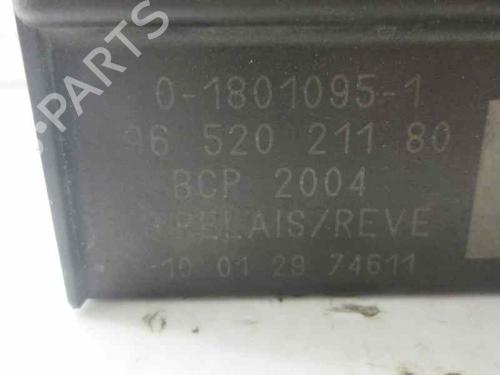 B-PARTS
0-1801095-1
96 520 211 80
BCP 2004
RELAIS/REVE
-10 01 29 74611